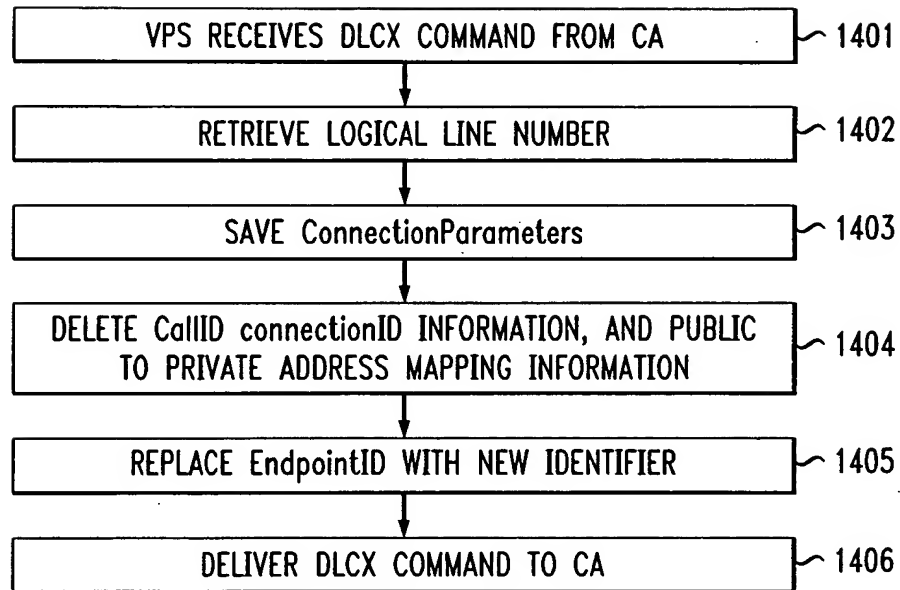 VPS RECEIVES DLCX COMMAND FROM CA 1401
RETRIEVE LOGICAL LINE NUMBER 1402
SAVE ConnectionParameters 1403
DELETE CallID connectionID INFORMATION, AND PUBLIC
TO PRIVATE ADDRESS MAPPING INFORMATION 1404
REPLACE EndpointID WITH NEW IDENTIFIER 1405
DELIVER DLCX COMMAND TO CA 1406